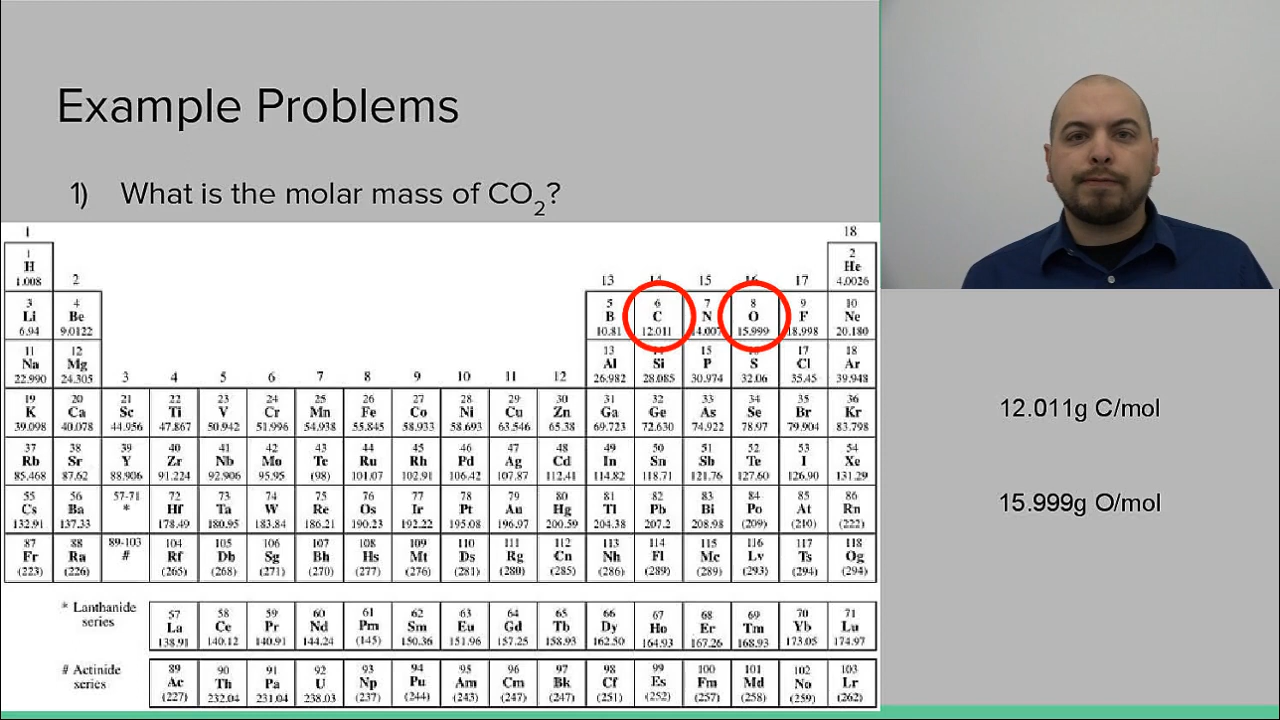 Example Problems
1) What is the molar mass of CO2?
1 18
1 2
H 2 13 14 15 16 17 He
1.008 4.0026
3 4 5 6 7 8 9 10
Li Be B C N O F Ne
6.94 9.0122 10.81 12.011 14.007 15.999 18.998 20.180
11 12 13 14 15 16 17 18
Na Mg 3 4 5 6 7 8 9 10 11 12 Al Si P S Cl Ar
22.990 24.305 26.982 28.085 30.974 32.06 35.45 39.948
19 20 21 22 23 24 25 26 27 28 29 30 31 32 33 34 35 36
K Ca Sc Ti V Cr Mn Fe Co Ni Cu Zn Ga Ge As Se Br Kr
39.098 40.078 44.956 47.867 50.942 51.996 54.938 55.845 58.933 58.693 63.546 65.38 69.723 72.630 74.922 78.97 79.904 83.798
37 38 39 40 41 42 43 44 45 46 47 48 49 50 51 52 53 54
Rb Sr Y Zr Nb Mo Tc Ru Rh Pd Ag Cd In Sn Sb Te I Xe
85.468 87.62 88.906 91.224 92.906 95.95 (98) 101.07 102.91 106.42 107.87 112.41 114.82 118.71 121.76 127.60 126.90 131.29
55 56 57-71 72 73 74 75 76 77 78 79 80 81 82 83 84 85 86
Cs Ba * Hf Ta W Re Os Ir Pt Au Hg Tl Pb Bi Po At Rn
132.91 137.33 178.49 180.95 183.84 186.21 190.23 192.22 195.08 196.97 200.59 204.38 207.2 208.98 (209) (210) (222)
87 88 89-103 104 105 106 107 108 109 110 111 112 113 114 115 116 117 118
Fr Ra # Rf Db Sg Bh Hs Mt Ds Rg Cn Nh Fl Mc Lv Ts Og
(223) (226) (265) (268) (271) (270) (277) (276) (281) (280) (285) (286) (289) (289) (293) (294) (294)
* Lanthanide series
57 58 59 60 61 62 63 64 65 66 67 68 69 70 71
La Ce Pr Nd Pm Sm Eu Gd Tb Dy Ho Er Tm Yb Lu
138.91 140.12 140.91 144.24 (145) 150.36 151.96 157.25 158.93 162.50 164.93 167.26 168.93 173.05 174.97
# Actinide series
89 90 91 92 93 94 95 96 97 98 99 100 101 102 103
Ac Th Pa U Np Pu Am Cm Bk Cf Es Fm Md No Lr
(227) 232.04 231.04 238.03 (237) (244) (243) (247) (247) (251) (252) (257) (258) (259) (262)
12.011g C/mol
15.999g O/mol